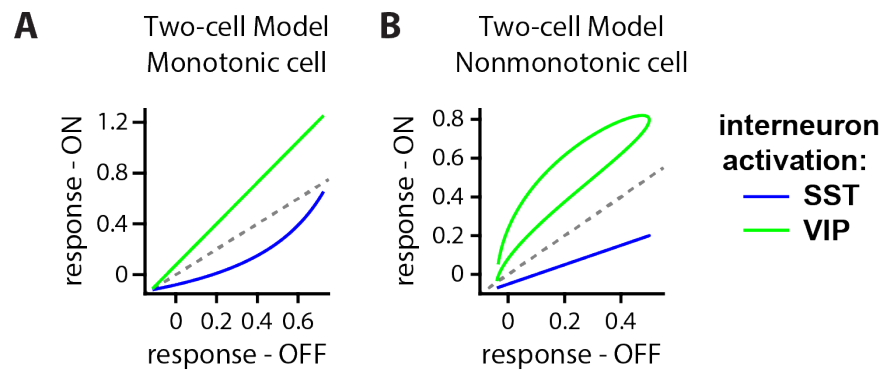 A
Two-cell Model
Monotonic cell
1.2
0.8
0.4
0
response - ON
0 0.2 0.4 0.6
response - OFF
B
Two-cell Model
Nonmonotonic cell
0.8
0.6
0.4
0.2
0
response - ON
0 0.2 0.4
response - OFF
interneuron
activation:
SST
VIP